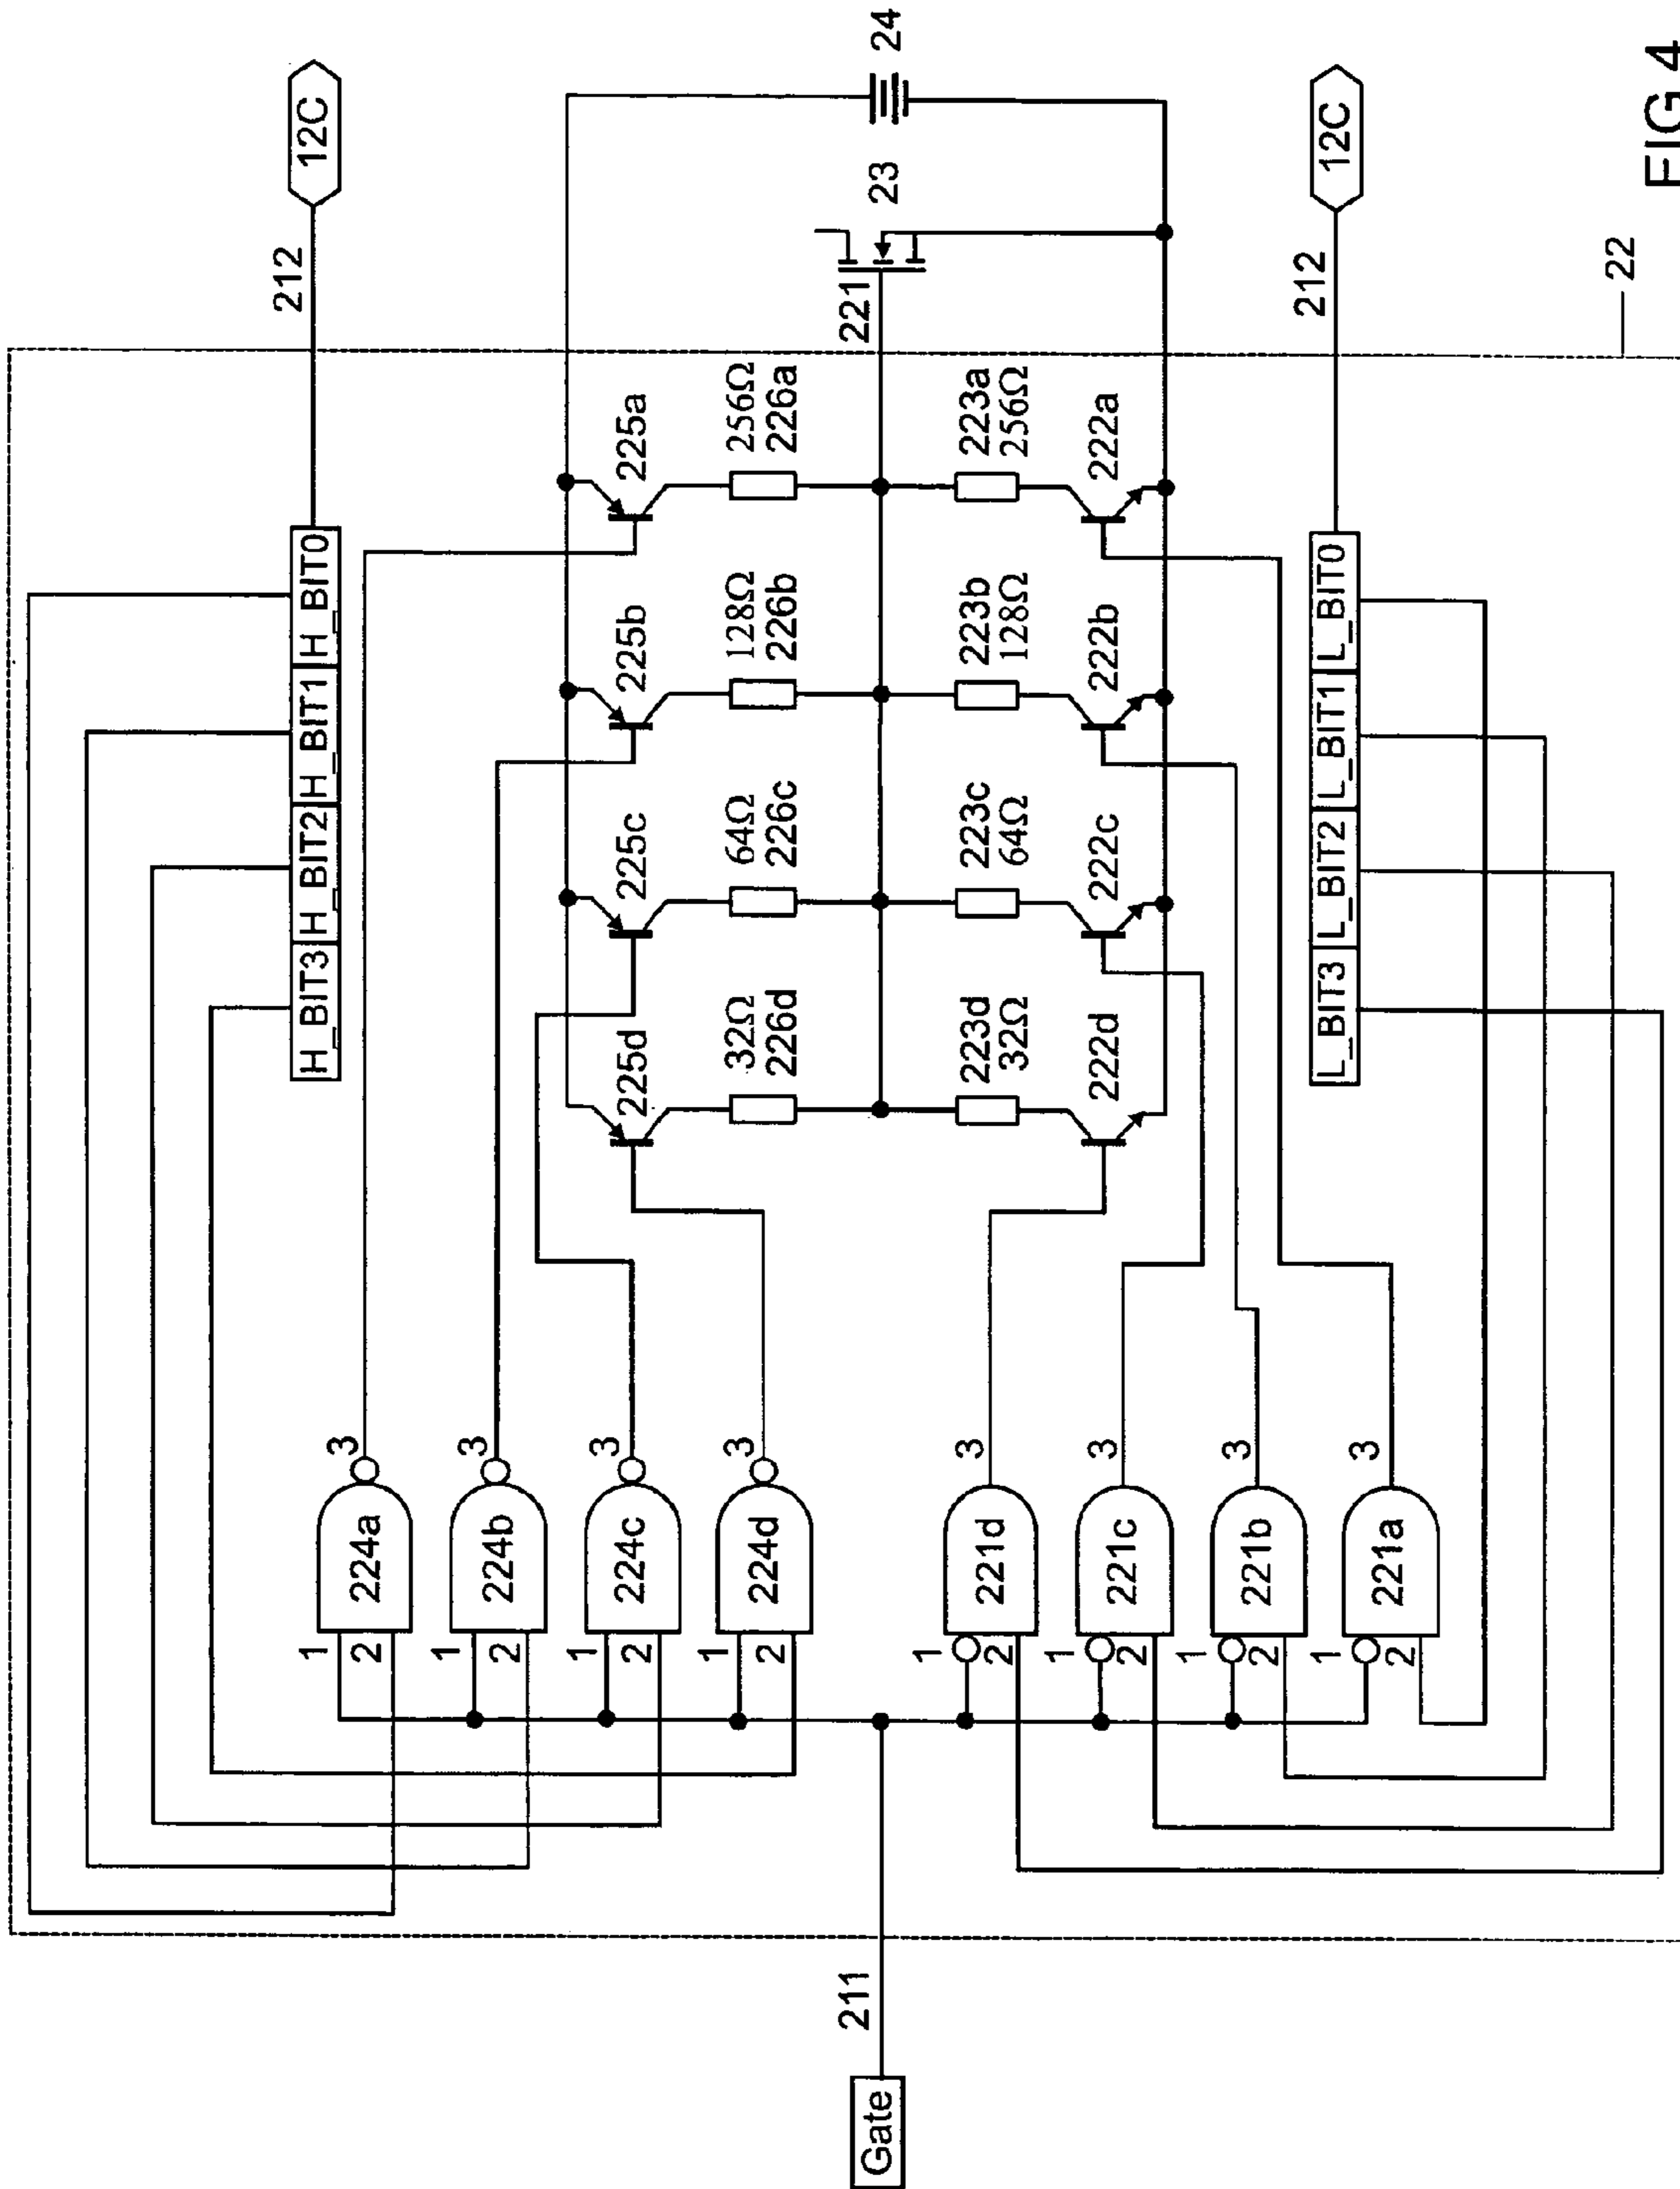 H_BIT3 H_BIT2 H_BIT1 H_BIT0
212
12C
1
2
224a
3
1
2
224b
3
1
2
224c
3
1
2
224d
3
225d
225c
225b
225a
32Ω
226d
64Ω
226c
128Ω
226b
256Ω
226a
Gate
211
221
23
24
223d
32Ω
223c
64Ω
223b
128Ω
223a
256Ω
222d
222c
222b
222a
1
2
221d
3
1
2
221c
3
1
2
221b
3
1
2
221a
3
L_BIT3 L_BIT2 L_BIT1 L_BIT0
212
12C
22
FIG 4